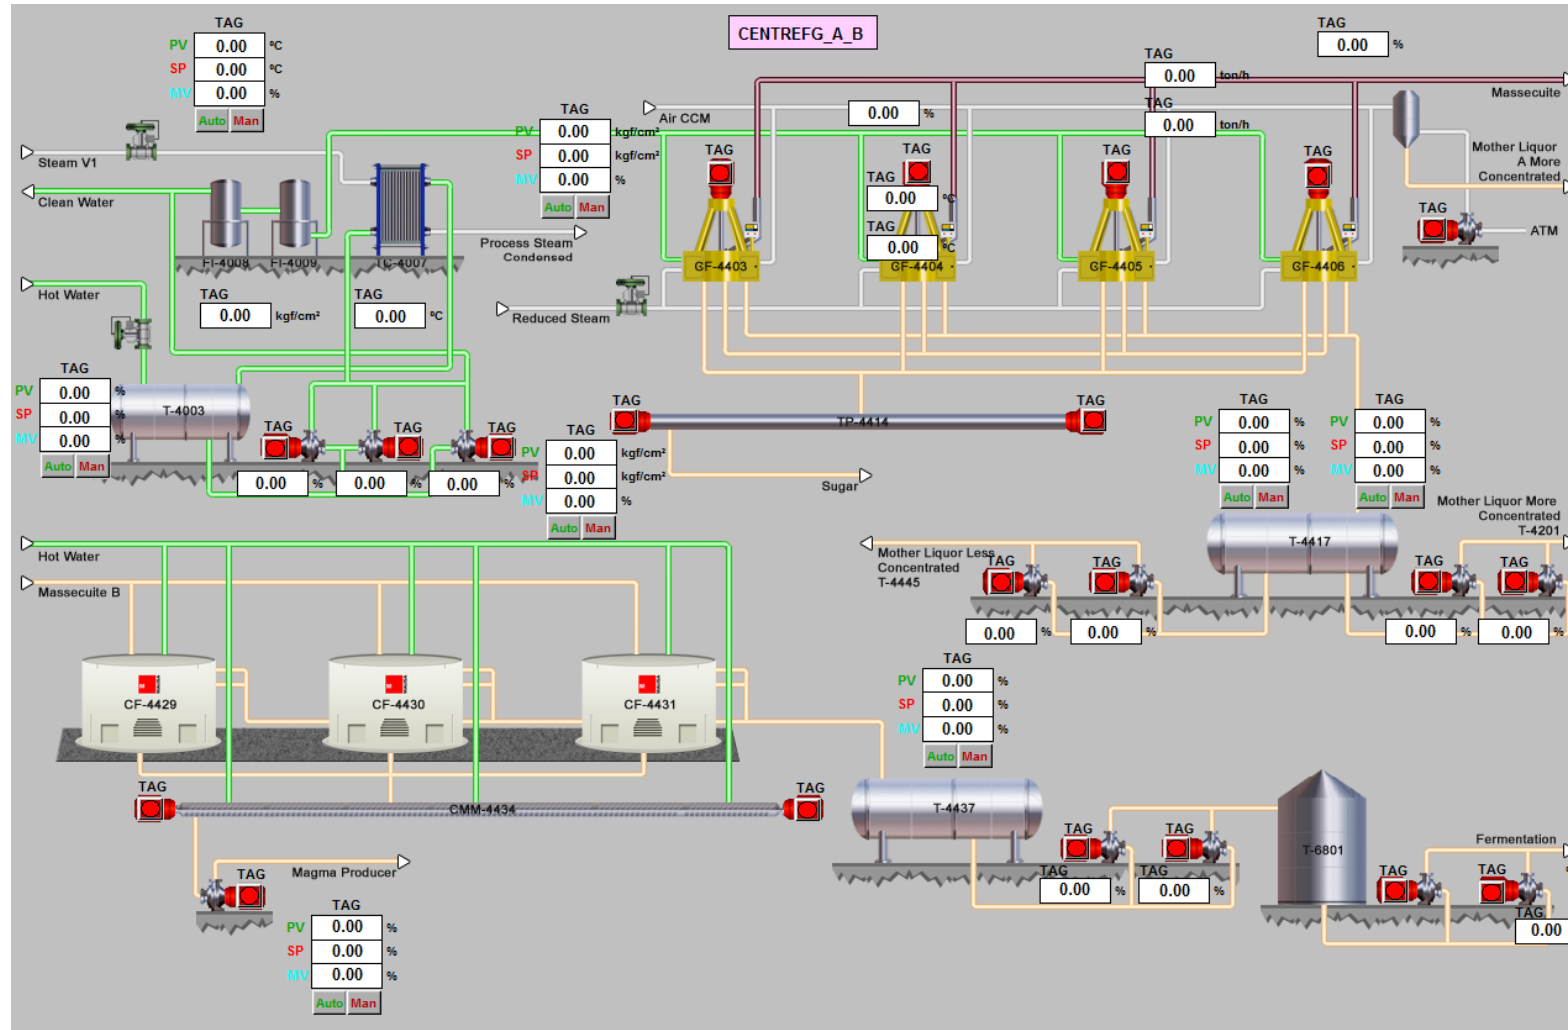 CENTREFG_A_B
TAG
PV 0.00 ºC
SP 0.00 ºC
MV 0.00 %
Auto Man
TAG
0.00 %
TAG
0.00 ton/h
TAG
0.00 ton/h
Massecuite
Air CCM
0.00 %
TAG
PV 0.00 kgf/cm²
SP 0.00 kgf/cm²
MV 0.00 %
Auto Man
Steam V1
Clean Water
FI-4008
FI-4009
TC-4007
Process Steam
Condensed
TAG
TAG
TAG
TAG
TAG
0.00 ºC
TAG
0.00 ºC
GF-4403
GF-4404
GF-4405
GF-4406
Mother Liquor
A More
Concentrated
TAG
ATM
Hot Water
TAG
0.00 kgf/cm²
TAG
0.00 ºC
Reduced Steam
TAG
PV 0.00 %
SP 0.00 %
MV 0.00 %
Auto Man
T-4003
TAG
TAG
TAG
0.00 %
0.00 %
0.00 %
TAG
PV 0.00 kgf/cm²
SP 0.00 kgf/cm²
MV 0.00 %
Auto Man
TAG
TP-4414
TAG
Sugar
TAG
PV 0.00 %
SP 0.00 %
MV 0.00 %
Auto Man
TAG
PV 0.00 %
SP 0.00 %
MV 0.00 %
Auto Man
Mother Liquor More
Concentrated
T-4201
T-4417
Mother Liquor Less
Concentrated
T-4445
TAG
TAG
TAG
TAG
0.00 %
0.00 %
0.00 %
0.00 %
Hot Water
Massecuite B
CF-4429
CF-4430
CF-4431
TAG
PV 0.00 %
SP 0.00 %
MV 0.00 %
Auto Man
TAG
CMM-4434
TAG
T-4437
TAG
TAG
TAG
0.00 %
TAG
0.00 %
T-6801
Fermentation
TAG
TAG
TAG
0.00
Magma Producer
TAG
TAG
PV 0.00 %
SP 0.00 %
MV 0.00 %
Auto Man